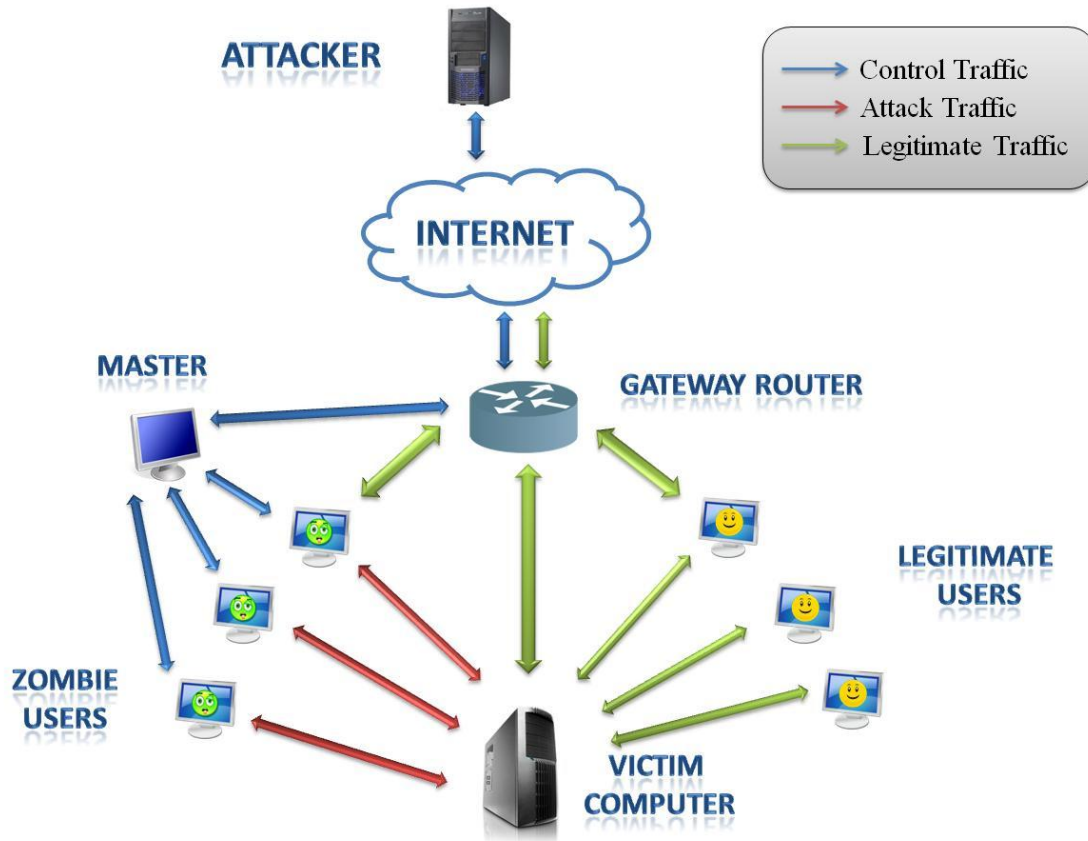 ATTACKER
Control Traffic
Attack Traffic
Legitimate Traffic
INTERNET
MASTER
GATEWAY ROUTER
LEGITIMATE
USERS
ZOMBIE
USERS
VICTIM
COMPUTER